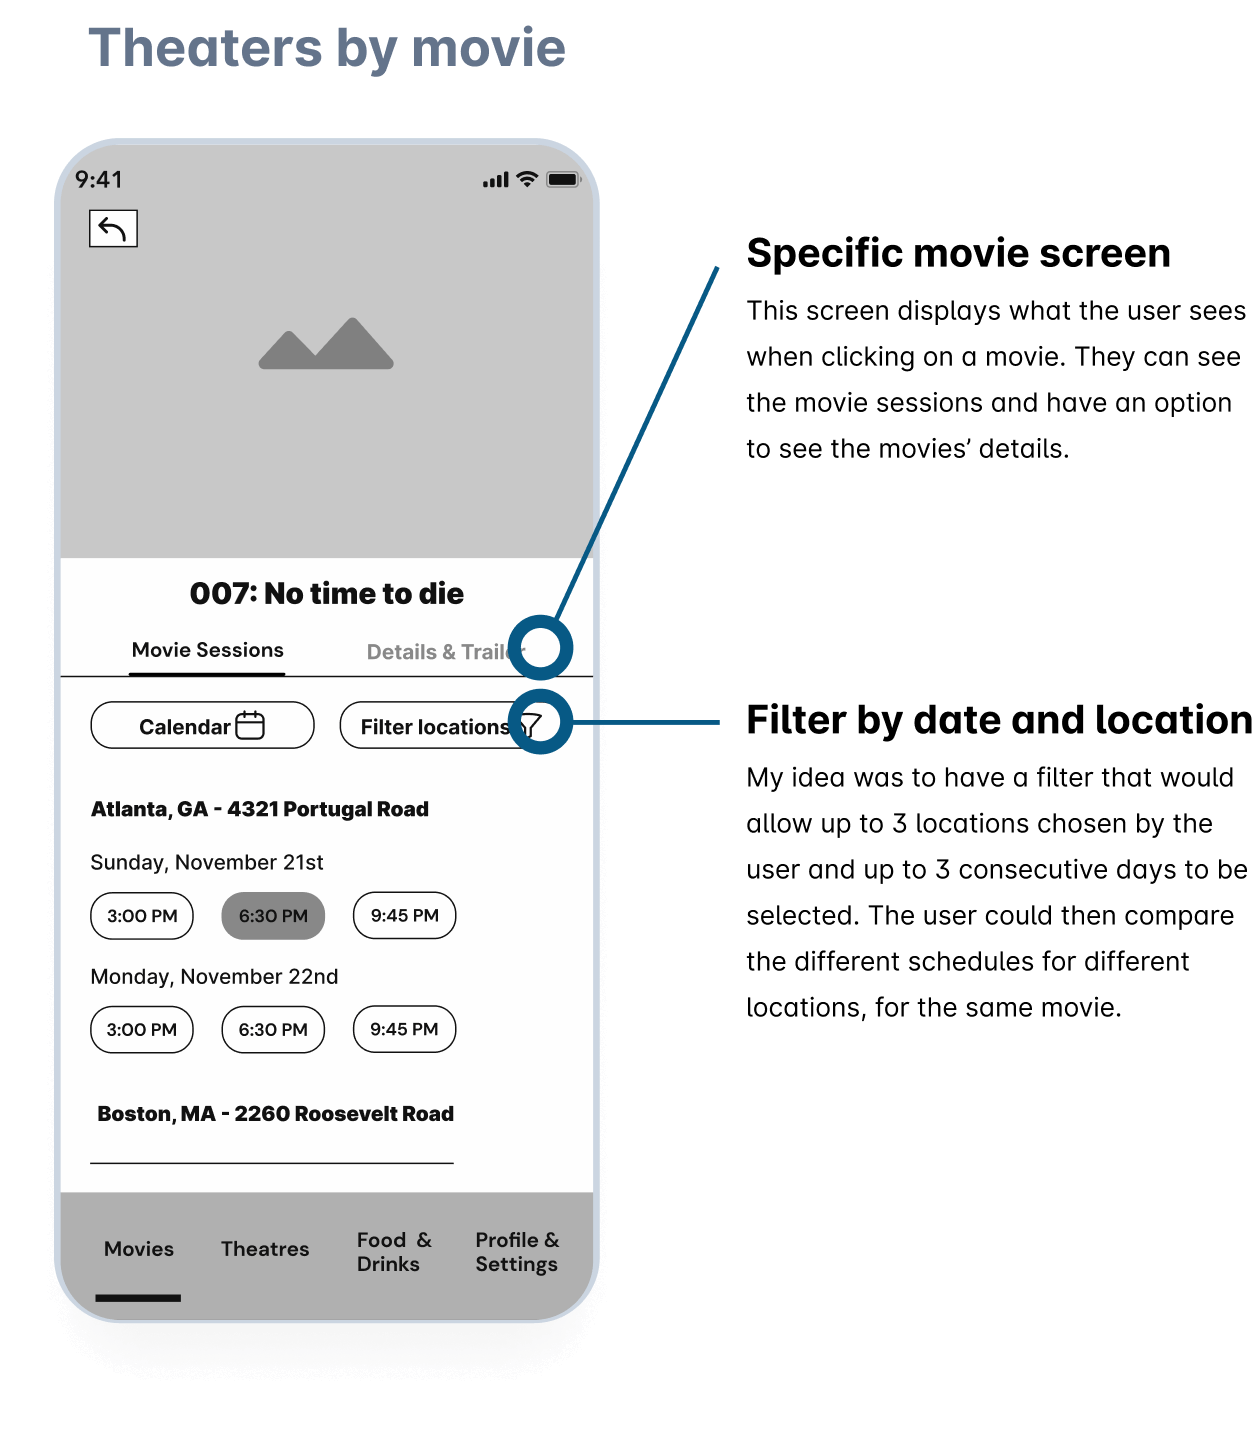 Theaters by movie
9:41
007: No time to die
Movie Sessions
Details & Trailer
Calendar
Filter locations
Atlanta, GA - 4321 Portugal Road
Sunday, November 21st
3:00 PM
6:30 PM
9:45 PM
Monday, November 22nd
3:00 PM
6:30 PM
9:45 PM
Boston, MA - 2260 Roosevelt Road
Movies
Theatres
Food &
Drinks
Profile &
Settings
Specific movie screen
This screen displays what the user sees
when clicking on a movie. They can see
the movie sessions and have an option
to see the movies’ details.
Filter by date and location
My idea was to have a filter that would
allow up to 3 locations chosen by the
user and up to 3 consecutive days to be
selected. The user could then compare
the different schedules for different
locations, for the same movie.